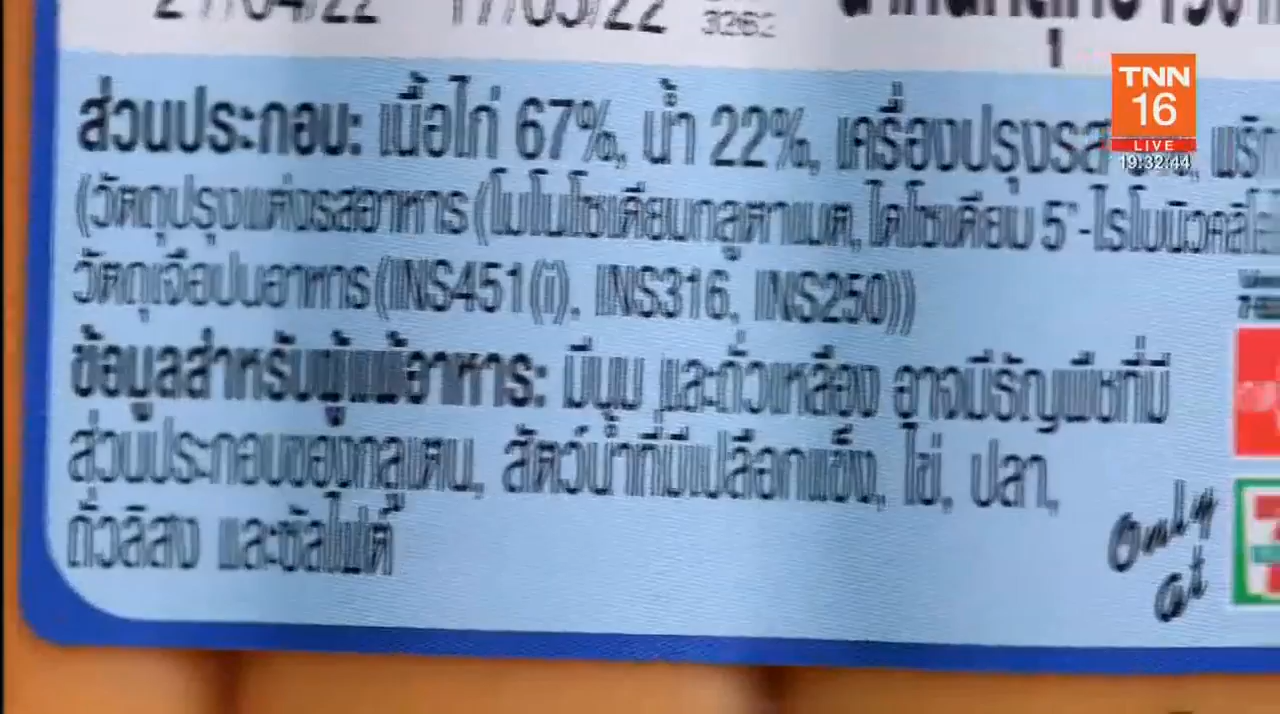 17/05/22
3262
TNN
16
LIVE
19:32:44
ส่วนประกอบ: เนื้อไก่ 67%, น้ำ 22%, เครื่องปรุงรส
(วัตถุปรุงแต่งรสอาหาร (โมโนโซเดียมกลูตาเมต, ไดโซเดียม 5'-ไรโบนิวคลีโอ
วัตถุเจือปนอาหาร(INS451(i), INS316, INS250)))
ข้อมูลสำหรับผู้แพ้อาหาร: มีนม และถั่วเหลือง อาจมีธัญพืชที่มี
ส่วนประกอบของกลูเตน, สัตว์น้ำที่มีเปลือกแข็ง, ไข่, ปลา,
ถั่วลิสง และซัลไฟต์
Only
at